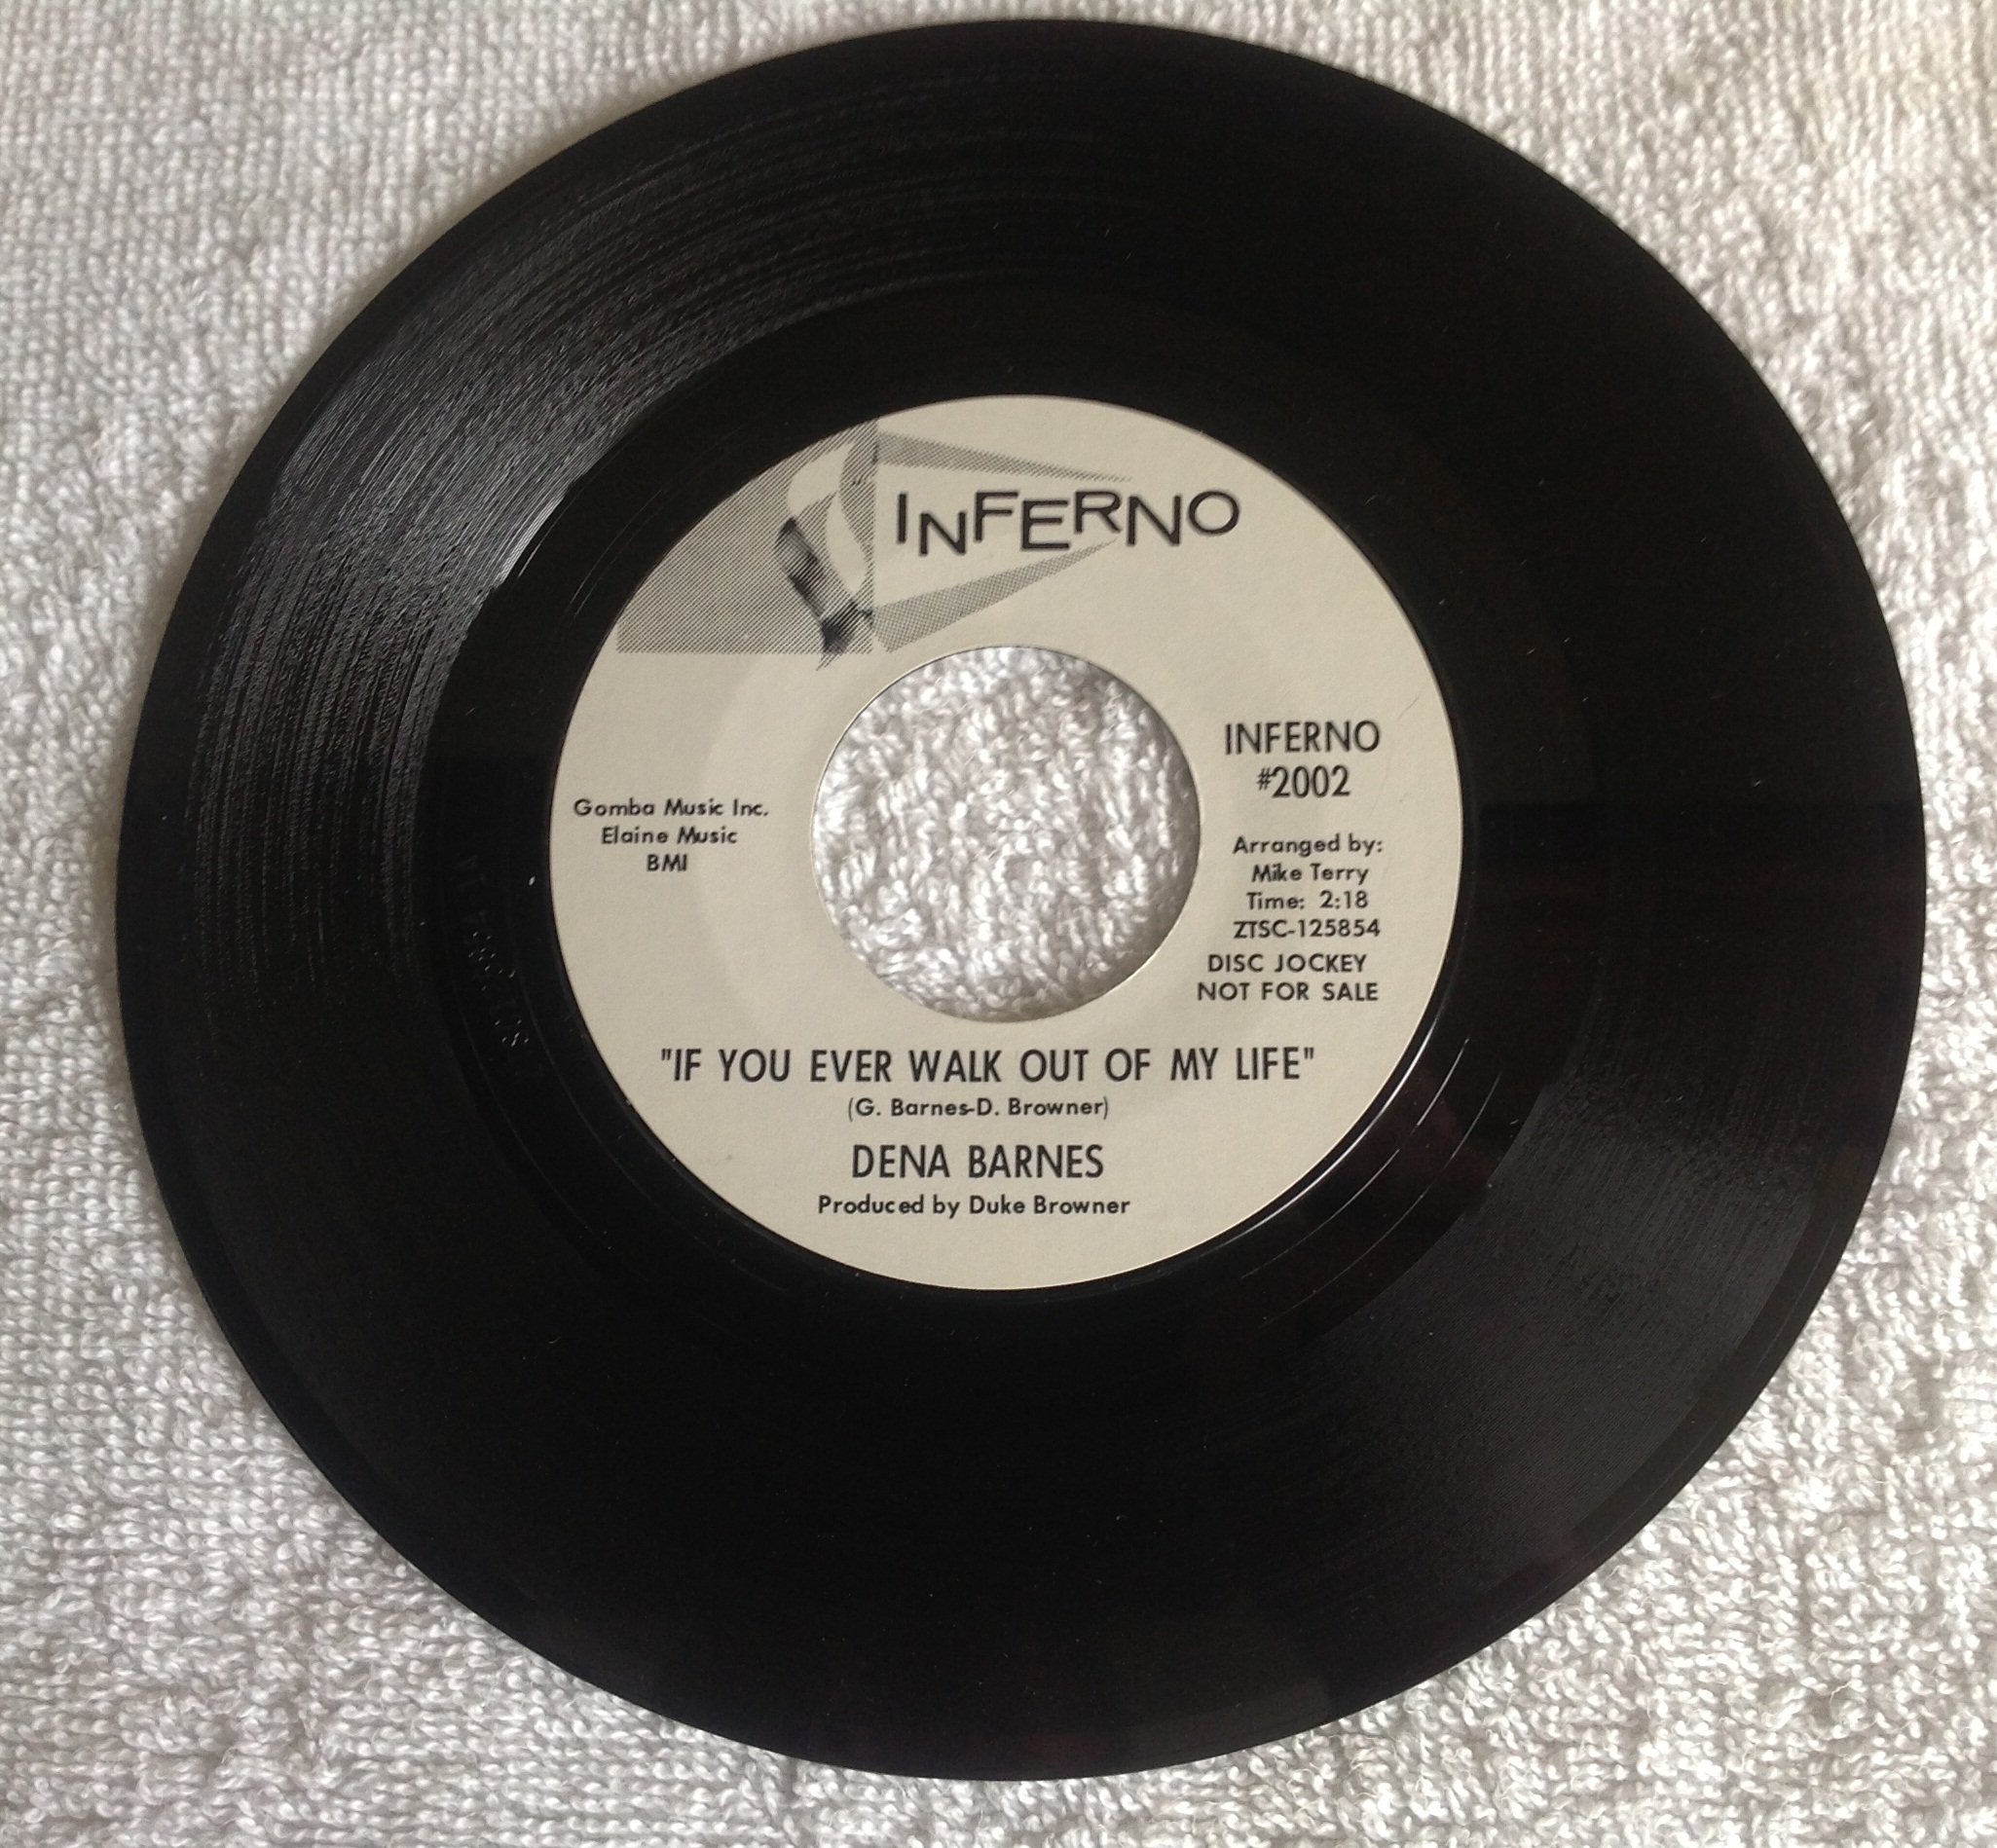 INFERNO
INFERNO
#2002
Gomba Music Inc.
Elaine Music
BMI
Arranged by:
Mike Terry
Time: 2:18
ZTSC-125854
DISC JOCKEY
NOT FOR SALE
"IF YOU EVER WALK OUT OF MY LIFE"
(G. Barnes-D. Browner)
DENA BARNES
Produced by Duke Browner